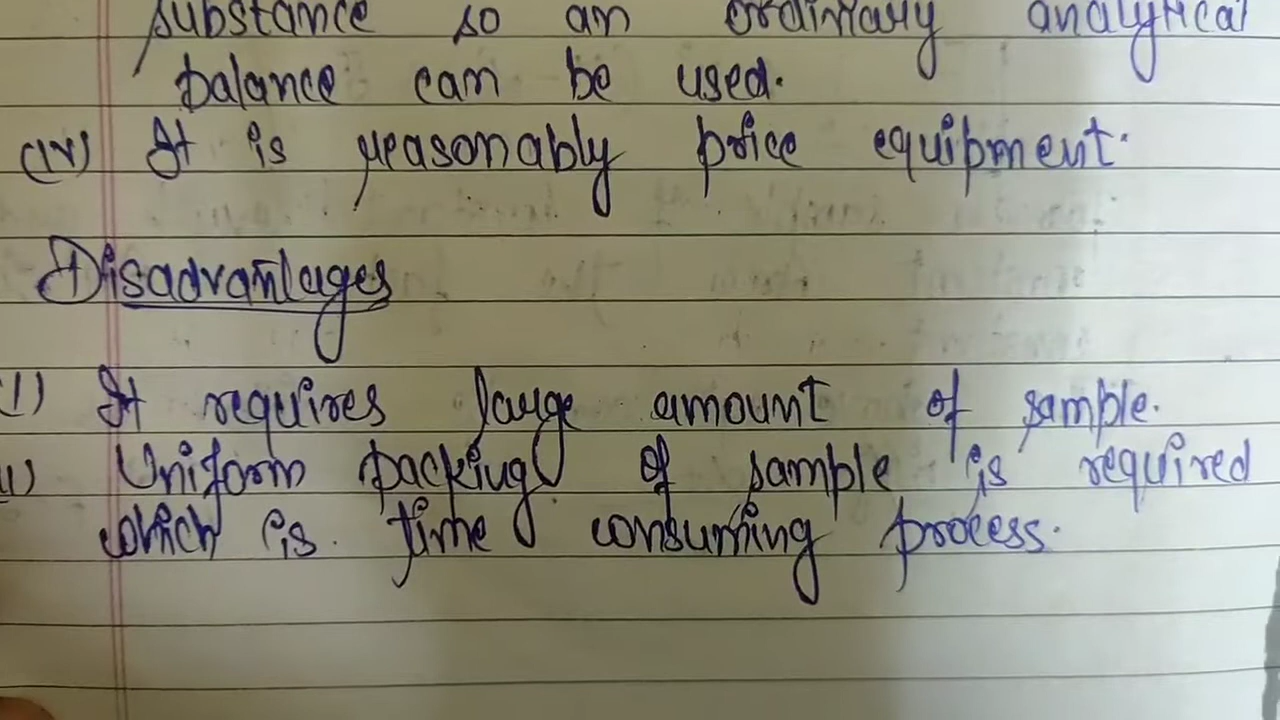 substance so an ordinary analytical
balance can be used.
(IV) It is reasonably price equipment.
Disadvantages
(I) It requires large amount of sample.
(II) Uniform packing of sample is required
which is time consuming process.